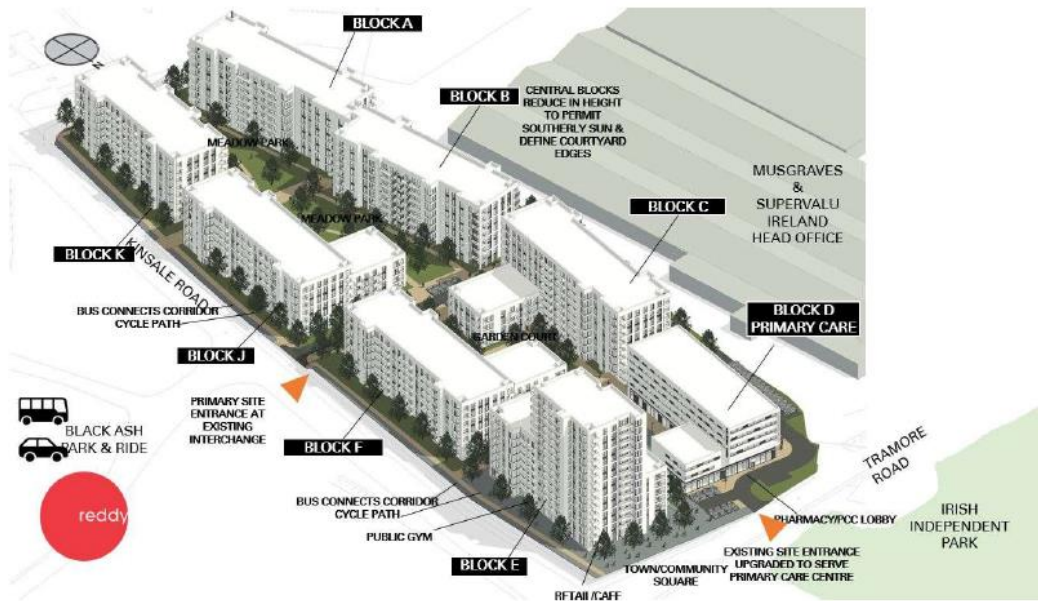 BLOCK A
N
BLOCK B
CENTRAL BLOCKS
REDUCE IN HEIGHT
TO PERMIT
SOUTHERLY SUN &
DEFINE COURTYARD
EDGES
MEADOW PARK
MUSGRAVES
&
SUPERVALU
IRELAND
HEAD OFFICE
BLOCK C
MEADOW PARK
BLOCK K
KINSALE ROAD
BUS CONNECTS CORRIDOR
CYCLE PATH
BLOCK D
PRIMARY CARE
GARDEN COURT
BLOCK J
PRIMARY SITE
ENTRANCE AT
EXISTING
INTERCHANGE
BLACK ASH
PARK & RIDE
BLOCK F
TRAMORE
ROAD
reddy
BUS CONNECTS CORRIDOR
CYCLE PATH
PUBLIC GYM
PHARMACY/PCC LOBBY
IRISH
INDEPENDENT
PARK
BLOCK E
TOWN/COMMUNITY
SQUARE
EXISTING SITE ENTRANCE
UPGRADED TO SERVE
PRIMARY CARE CENTRE
RETAIL/CAFE